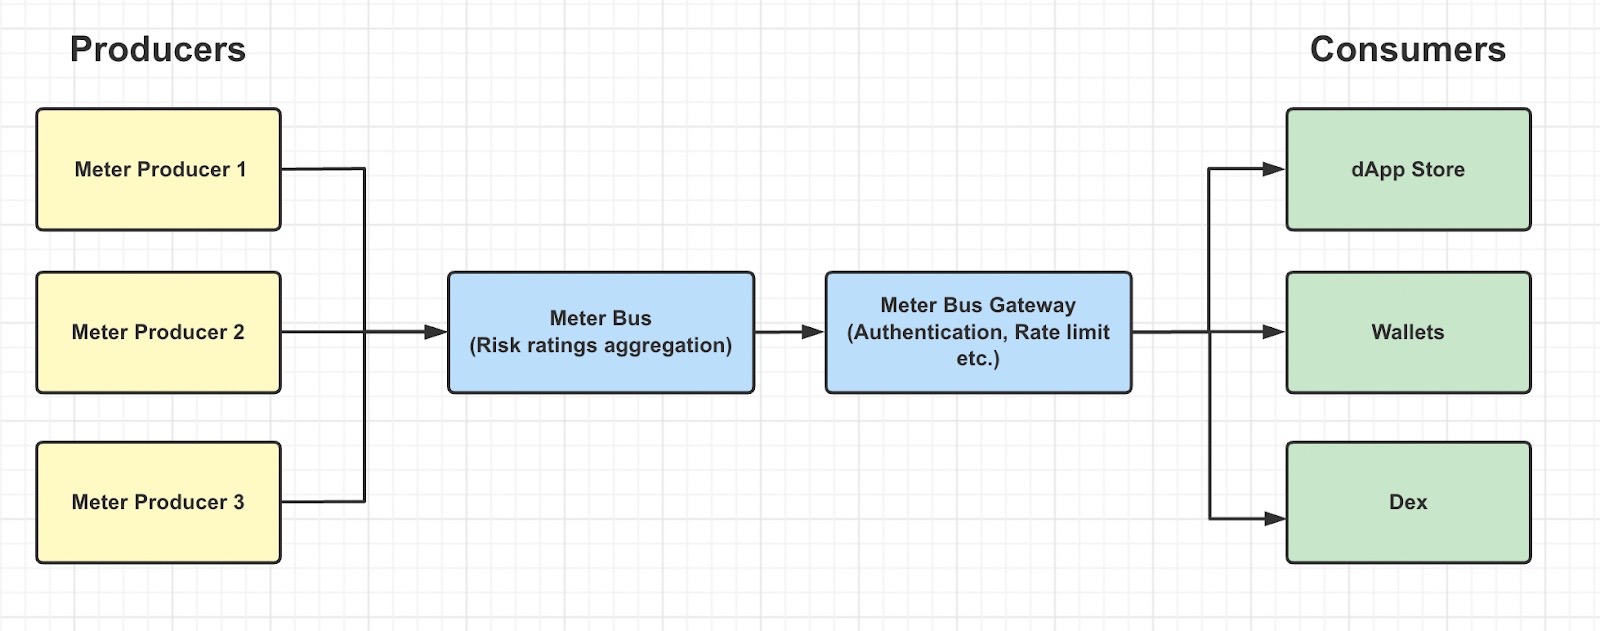 Producers
Consumers
Meter Producer 1
dApp Store
Meter Producer 2
Meter Bus
(Risk ratings aggregation)
Meter Bus Gateway
(Authentication, Rate limit
etc.)
Wallets
Meter Producer 3
Dex